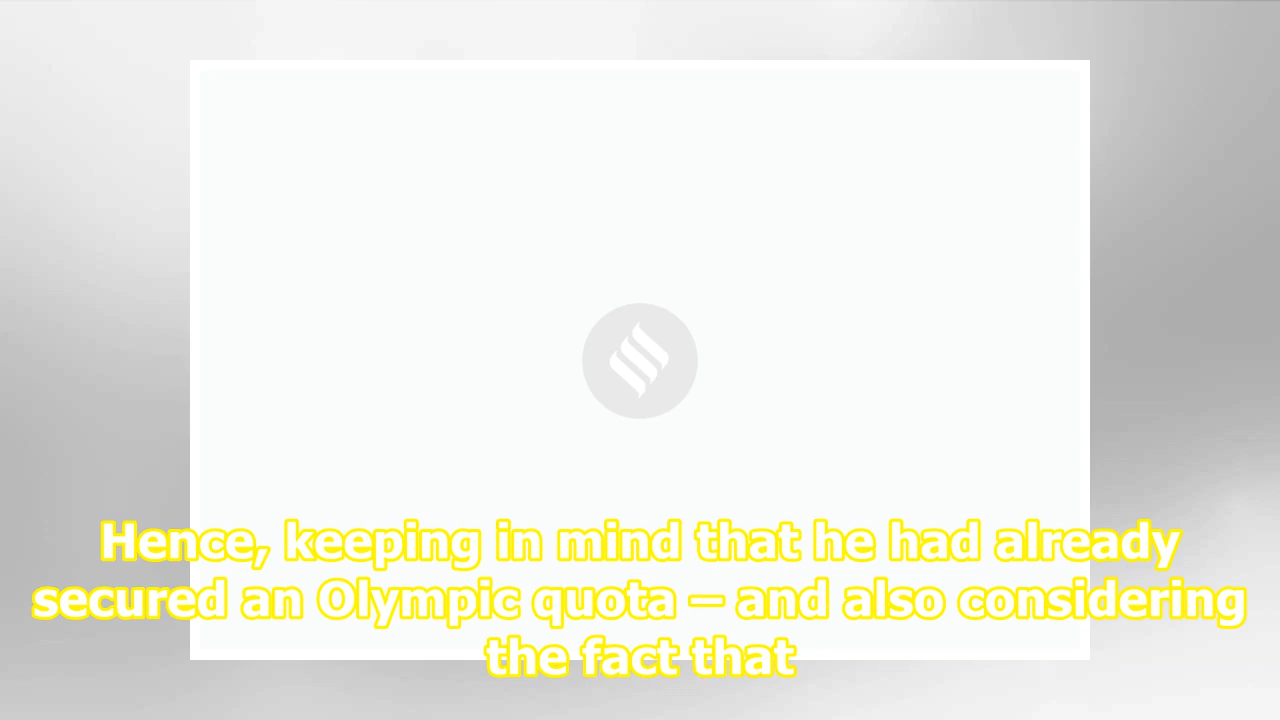 Hence, keeping in mind that he had already
secured an Olympic quota – and also considering
the fact that